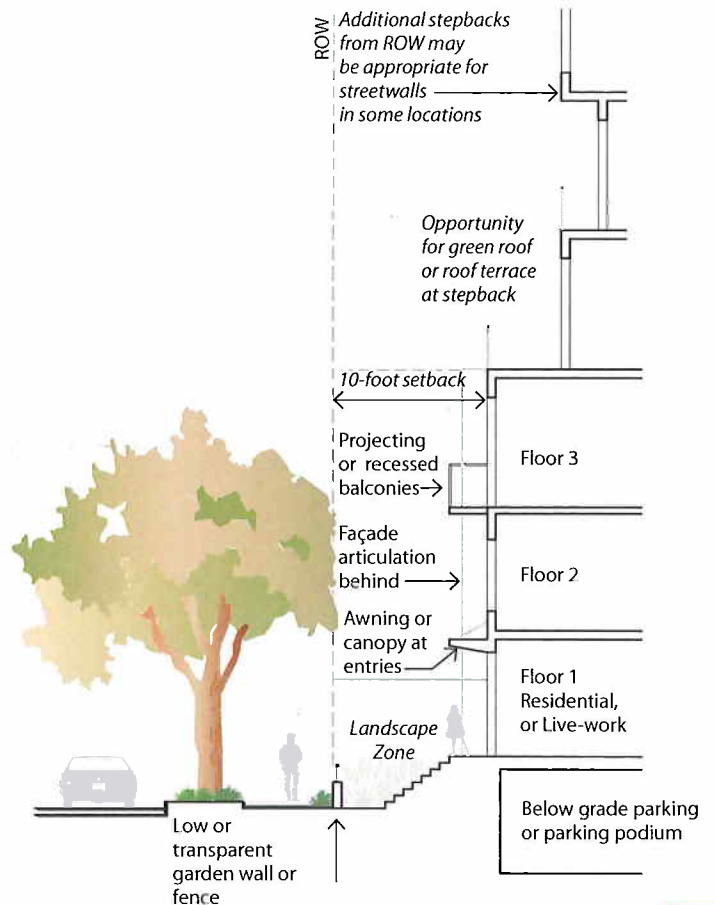 ROW
Additional stepbacks
from ROW may
be appropriate for
streetwalls
in some locations
Opportunity
for green roof
or roof terrace
at stepback
10-foot setback
Projecting
or recessed
balconies
Floor 3
Façade
articulation
behind
Floor 2
Awning or
canopy at
entries
Floor 1
Residential,
or Live-work
Landscape
Zone
Below grade parking
or parking podium
Low or
transparent
garden wall or
fence